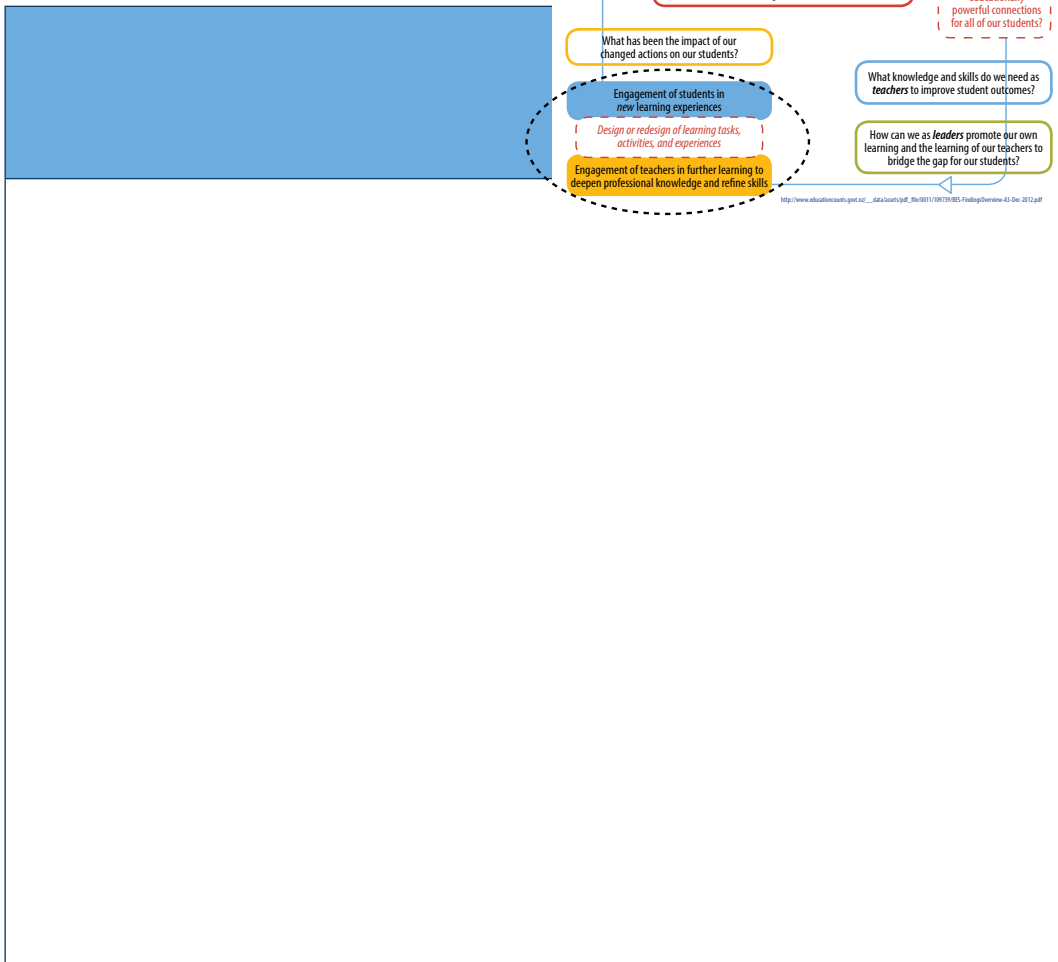 powerful connections
for all of our students?
What has been the impact of our
changed actions on our students?
What knowledge and skills do we need as
teachers to improve student outcomes?
Engagement of students in
new learning experiences
Design or redesign of learning tasks,
activities, and experiences
How can we as leaders promote our own
learning and the learning of our teachers to
bridge the gap for our students?
Engagement of teachers in further learning to
deepen professional knowledge and refine skills
http://www.educationcounts.govt.nz/__data/assets/pdf_file/0011/109739/BES-FindingsOverview-A3-Dec-2012.pdf